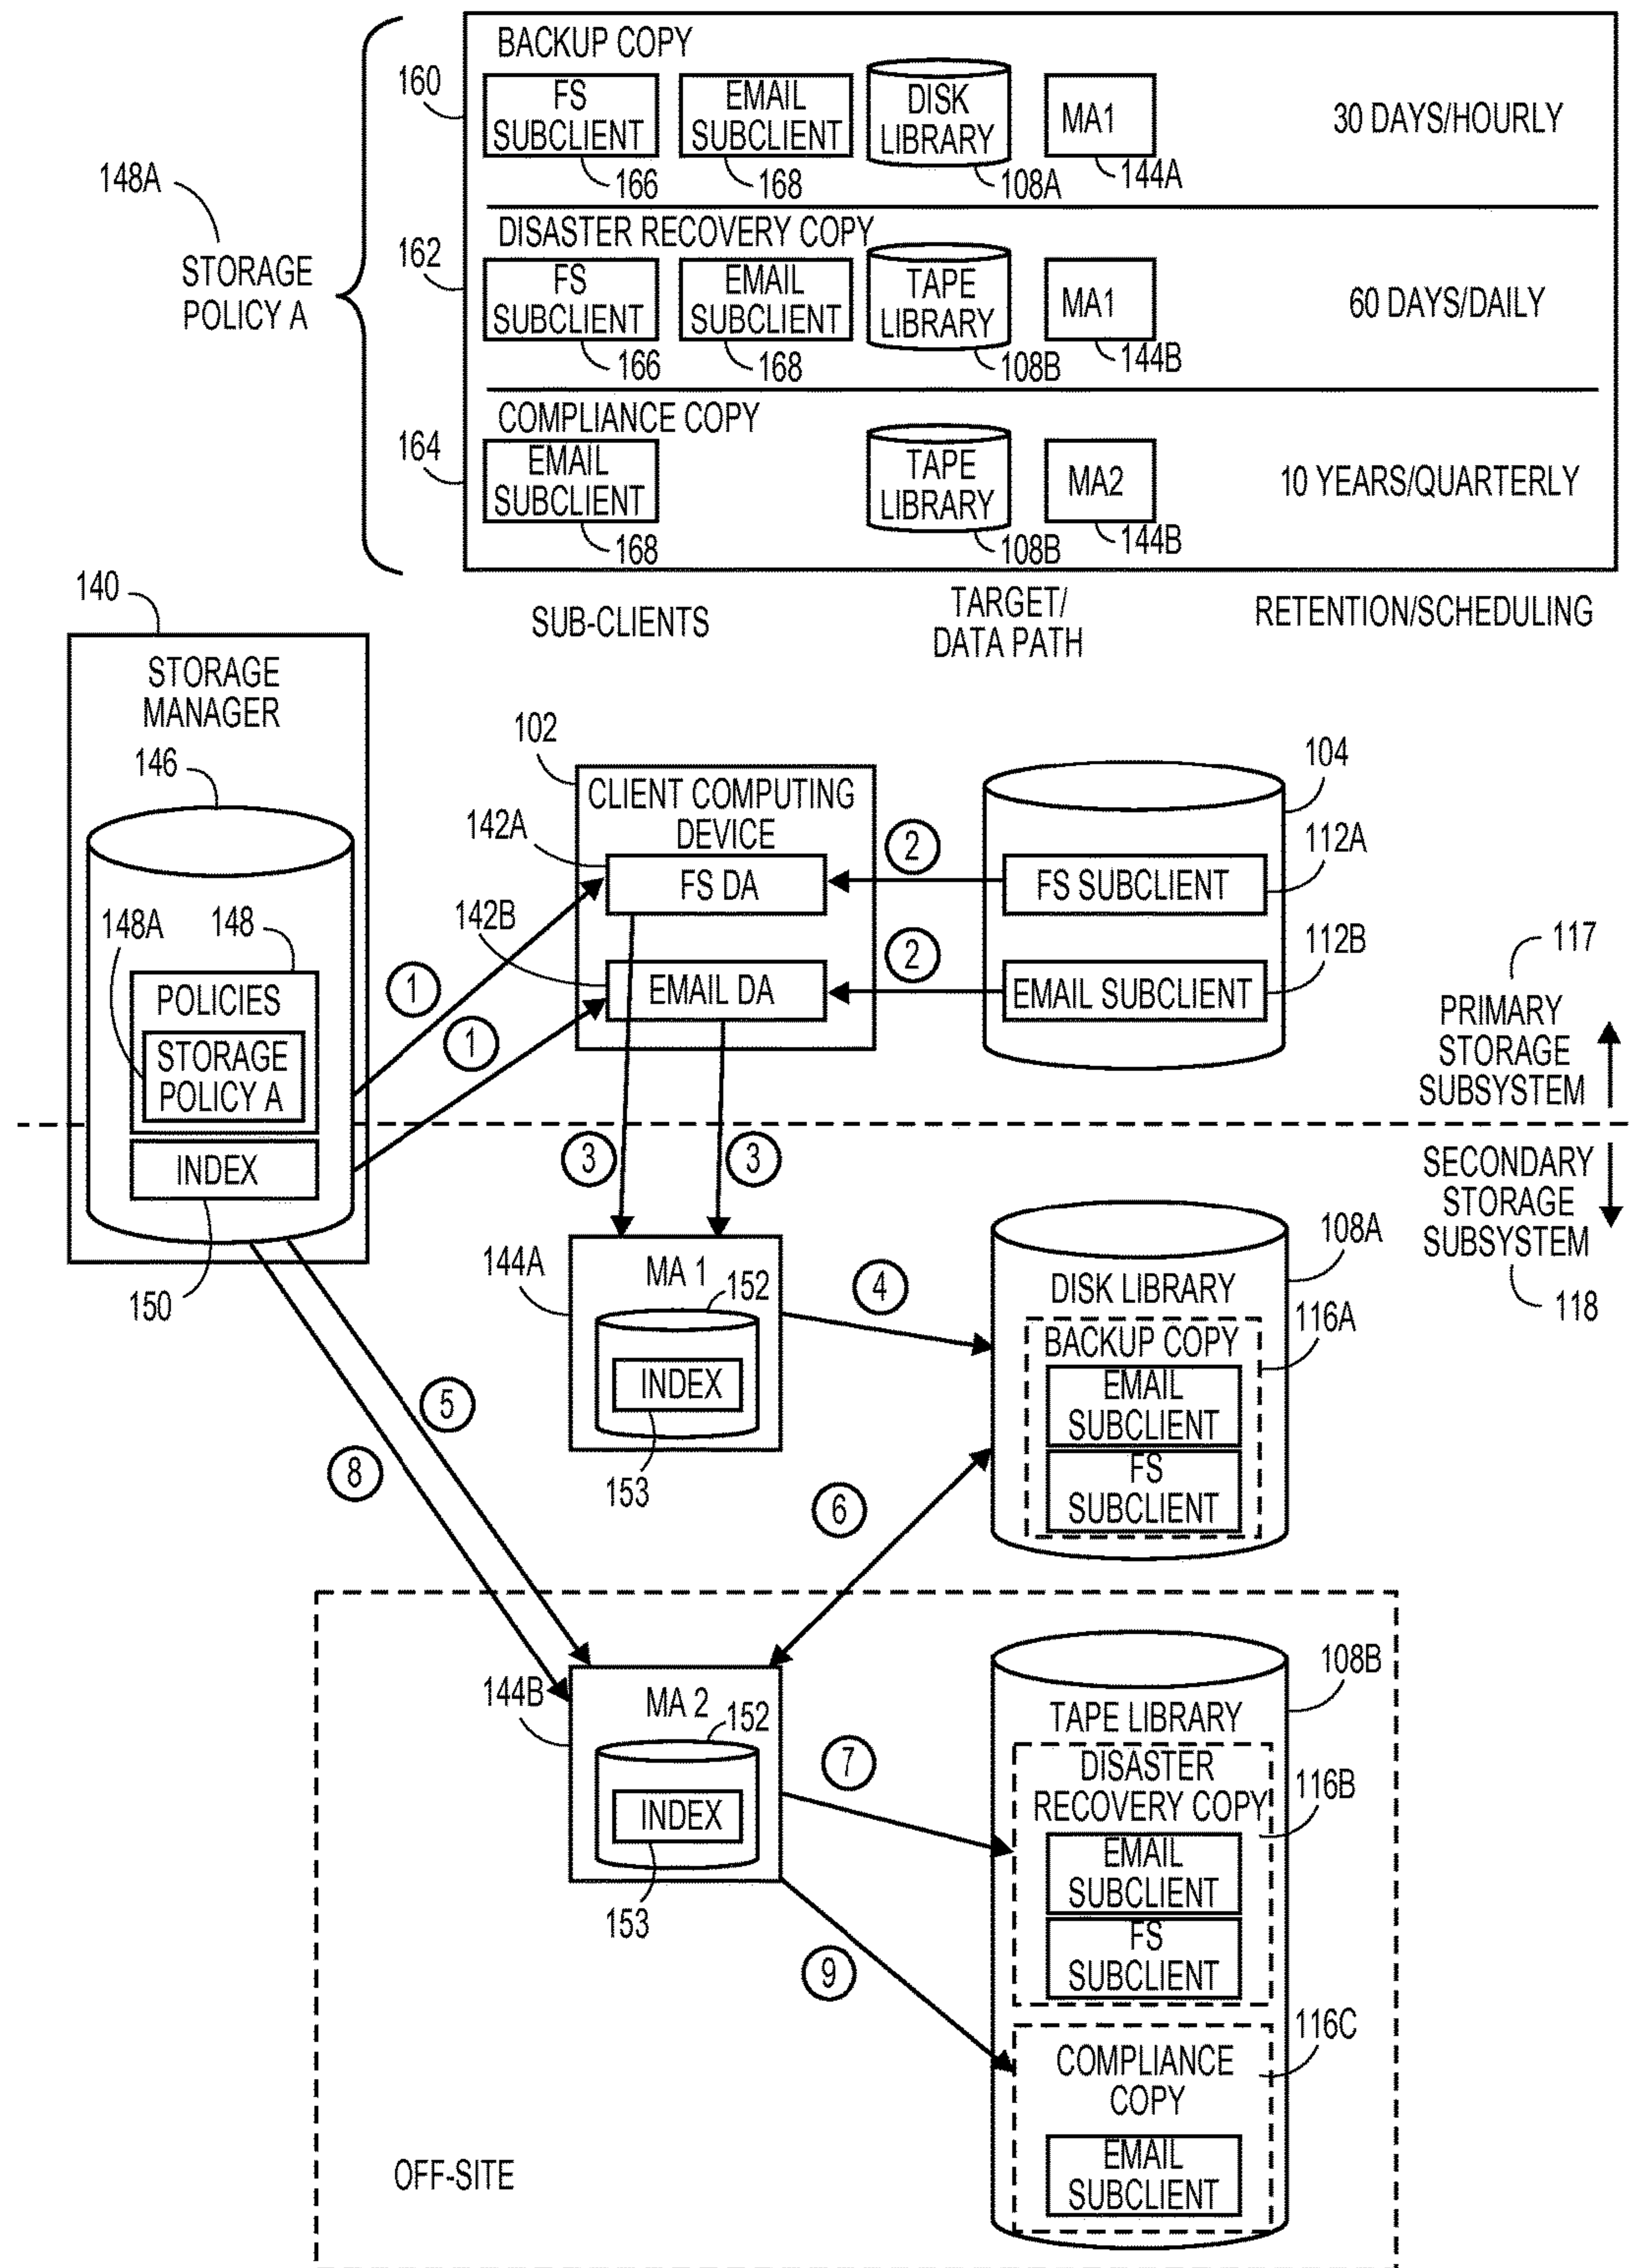 BACKUP COPY
160
FS
SUBCLIENT
166
EMAIL
SUBCLIENT
168
DISK
LIBRARY
108A
MA1
144A
30 DAYS/HOURLY
148A
STORAGE
POLICY A
DISASTER RECOVERY COPY
162
FS
SUBCLIENT
166
EMAIL
SUBCLIENT
168
TAPE
LIBRARY
108B
MA1
144B
60 DAYS/DAILY
COMPLIANCE COPY
164
EMAIL
SUBCLIENT
168
TAPE
LIBRARY
108B
MA2
144B
10 YEARS/QUARTERLY
SUB-CLIENTS
TARGET/
DATA PATH
RETENTION/SCHEDULING
140
STORAGE
MANAGER
146
148A
148
POLICIES
STORAGE
POLICY A
INDEX
150
102
CLIENT COMPUTING
DEVICE
142A
FS DA
142B
EMAIL DA
104
FS SUBCLIENT
112A
EMAIL SUBCLIENT
112B
1
1
2
2
117
PRIMARY
STORAGE
SUBSYSTEM
SECONDARY
STORAGE
SUBSYSTEM
118
3
3
144A
MA 1
152
INDEX
153
4
108A
DISK LIBRARY
116A
BACKUP COPY
EMAIL
SUBCLIENT
FS
SUBCLIENT
5
8
6
144B
MA 2
152
INDEX
153
7
9
108B
TAPE LIBRARY
DISASTER
RECOVERY COPY
116B
EMAIL
SUBCLIENT
FS
SUBCLIENT
116C
COMPLIANCE
COPY
EMAIL
SUBCLIENT
OFF-SITE